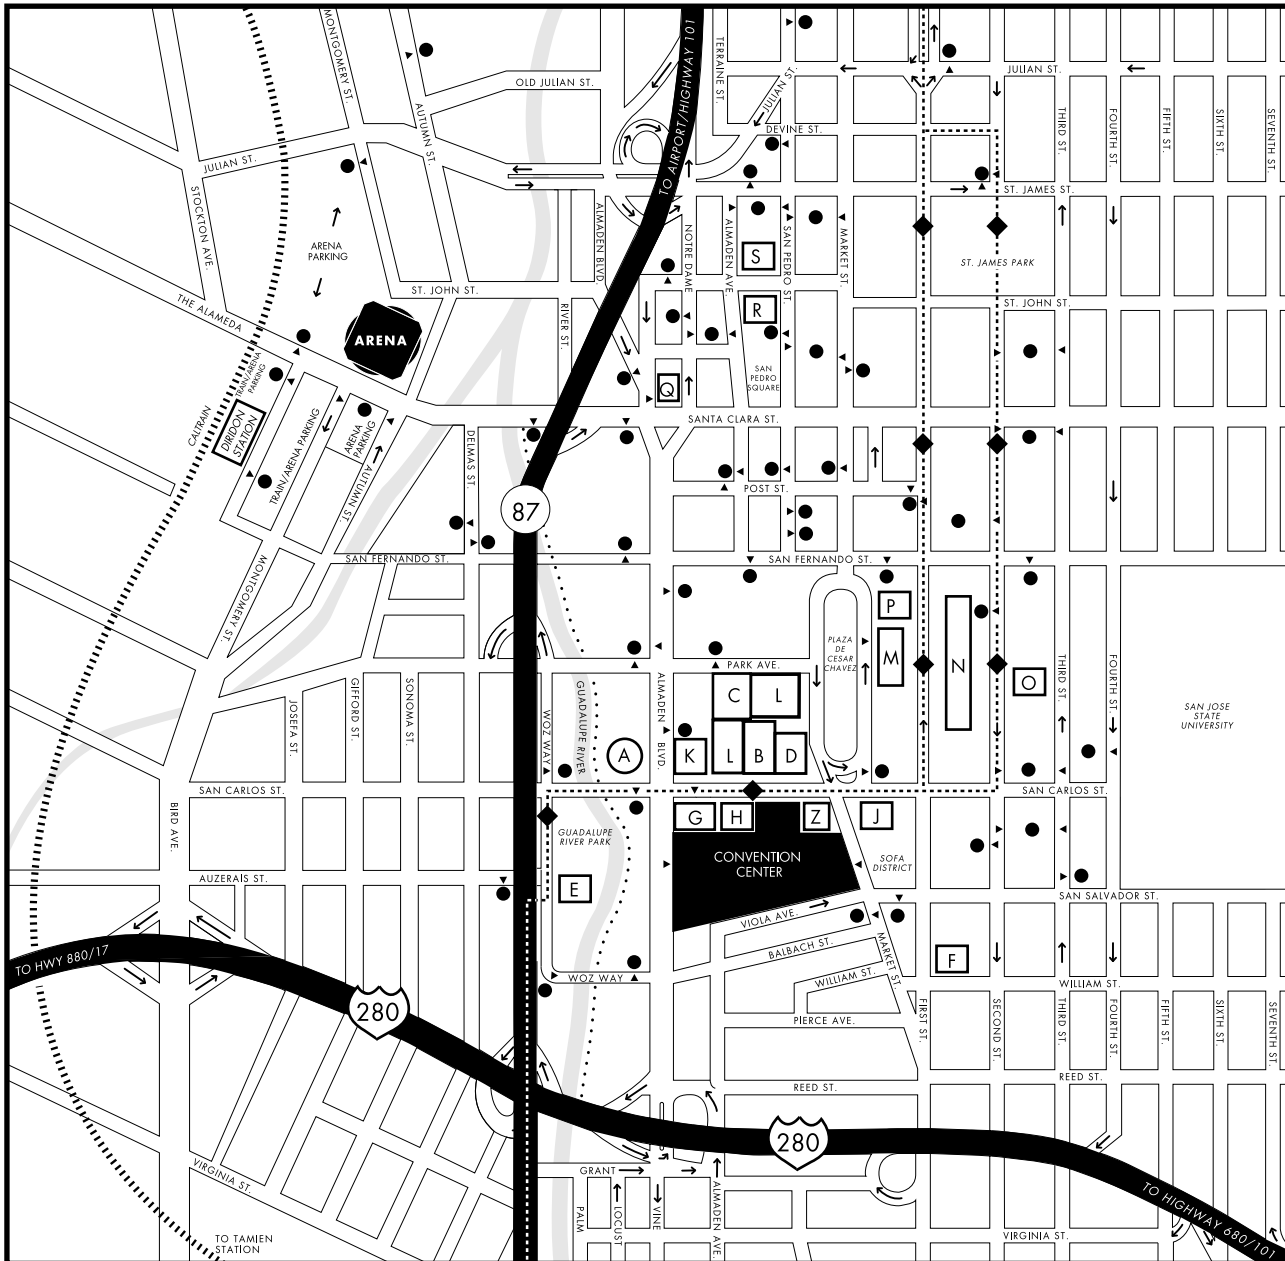 TO AIRPORT/HIGHWAY 101
MONTGOMERY ST.
TERRAINE ST.
JULIAN ST.
JULIAN ST.
OLD JULIAN ST.
AUTUMN ST.
DEVINE ST.
THIRD ST.
FOURTH ST.
FIFTH ST.
SIXTH ST.
SEVENTH ST.
JULIAN ST.
STOCKTON AVE.
ST. JAMES ST.
ALMADEN BLVD.
NOTRE DAME
ALMADEN AVE.
SAN PEDRO ST.
MARKET ST.
ARENA
PARKING
S
ST. JAMES PARK
THE ALAMEDA
ST. JOHN ST.
RIVER ST.
R
ST. JOHN ST.
ARENA
TRAIN/ARENA
PARKING
SAN
PEDRO
SQUARE
Q
CALTRAIN
DIRIDON
STATION
TRAIN/ARENA PARKING
ARENA
PARKING
AUTUMN ST.
DELMAS ST.
SANTA CLARA ST.
POST ST.
87
SAN FERNANDO ST.
SAN FERNANDO ST.
MONTGOMERY ST.
P
PLAZA
DE
CESAR
CHAVEZ
M
N
O
PARK AVE.
C
L
JOSEFA ST.
GIFFORD ST.
SONOMA ST.
WOZ WAY
GUADALUPE RIVER
ALMADEN
BLVD.
THIRD ST.
FOURTH ST.
SAN JOSE
STATE
UNIVERSITY
A
K
L
B
D
SAN CARLOS ST.
SAN CARLOS ST.
BIRD AVE.
GUADALUPE
RIVER PARK
G
H
Z
J
CONVENTION
CENTER
SOFA
DISTRICT
AUZERAIS ST.
E
SAN SALVADOR ST.
VIOLA AVE.
BALBACH ST.
MARKET ST.
F
TO HWY 880/17
WOZ WAY
WILLIAM ST.
WILLIAM ST.
280
PIERCE AVE.
FIRST ST.
SECOND ST.
THIRD ST.
FOURTH ST.
FIFTH ST.
SIXTH ST.
SEVENTH ST.
REED ST.
REED ST.
280
VIRGINIA ST.
GRANT
PALM
LOCUST
VINE
ALMADEN AVE.
TO HIGHWAY 680/101
VIRGINIA ST.
TO TAMIEN
STATION